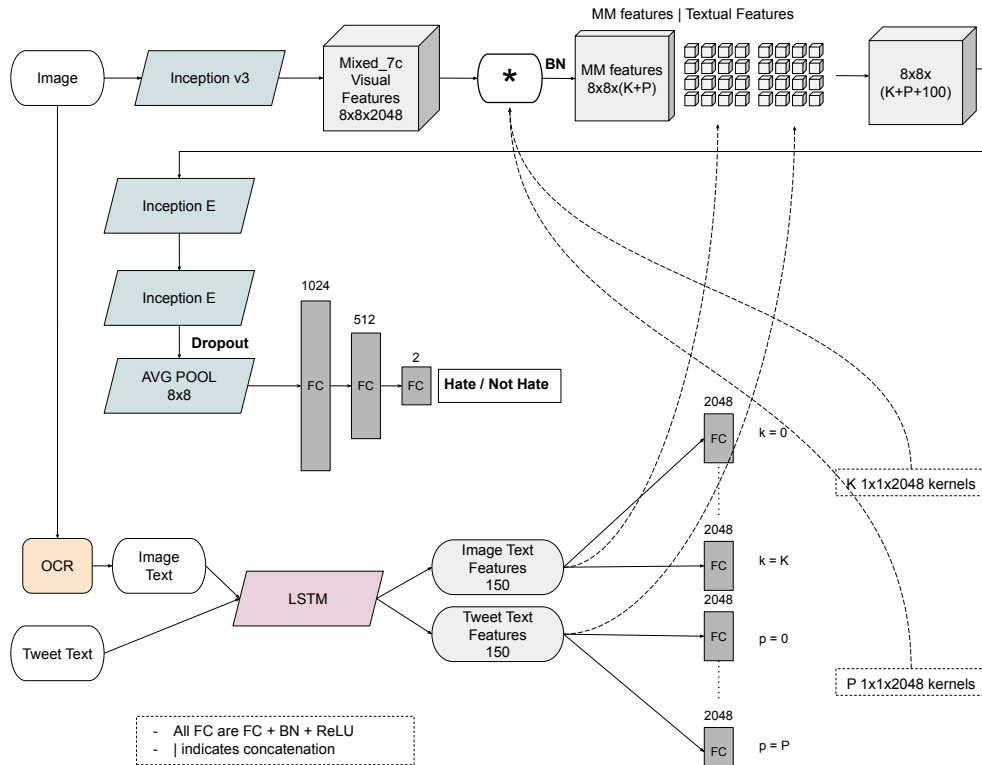 MM features | Textual Features
Image
Inception v3
Mixed_7c
Visual
Features
8x8x2048
*
BN
MM features
8x8x(K+P)
8x8x
(K+P+100)
Inception E
Inception E
Dropout
AVG POOL
8x8
1024
FC
512
FC
2
FC
Hate / Not Hate
2048
FC
k = 0
K 1x1x2048 kernels
2048
FC
k = K
OCR
Image
Text
LSTM
Image Text
Features
150
Tweet Text
Features
150
Tweet Text
2048
FC
p = 0
P 1x1x2048 kernels
2048
FC
p = P
- All FC are FC + BN + ReLU
- | indicates concatenation